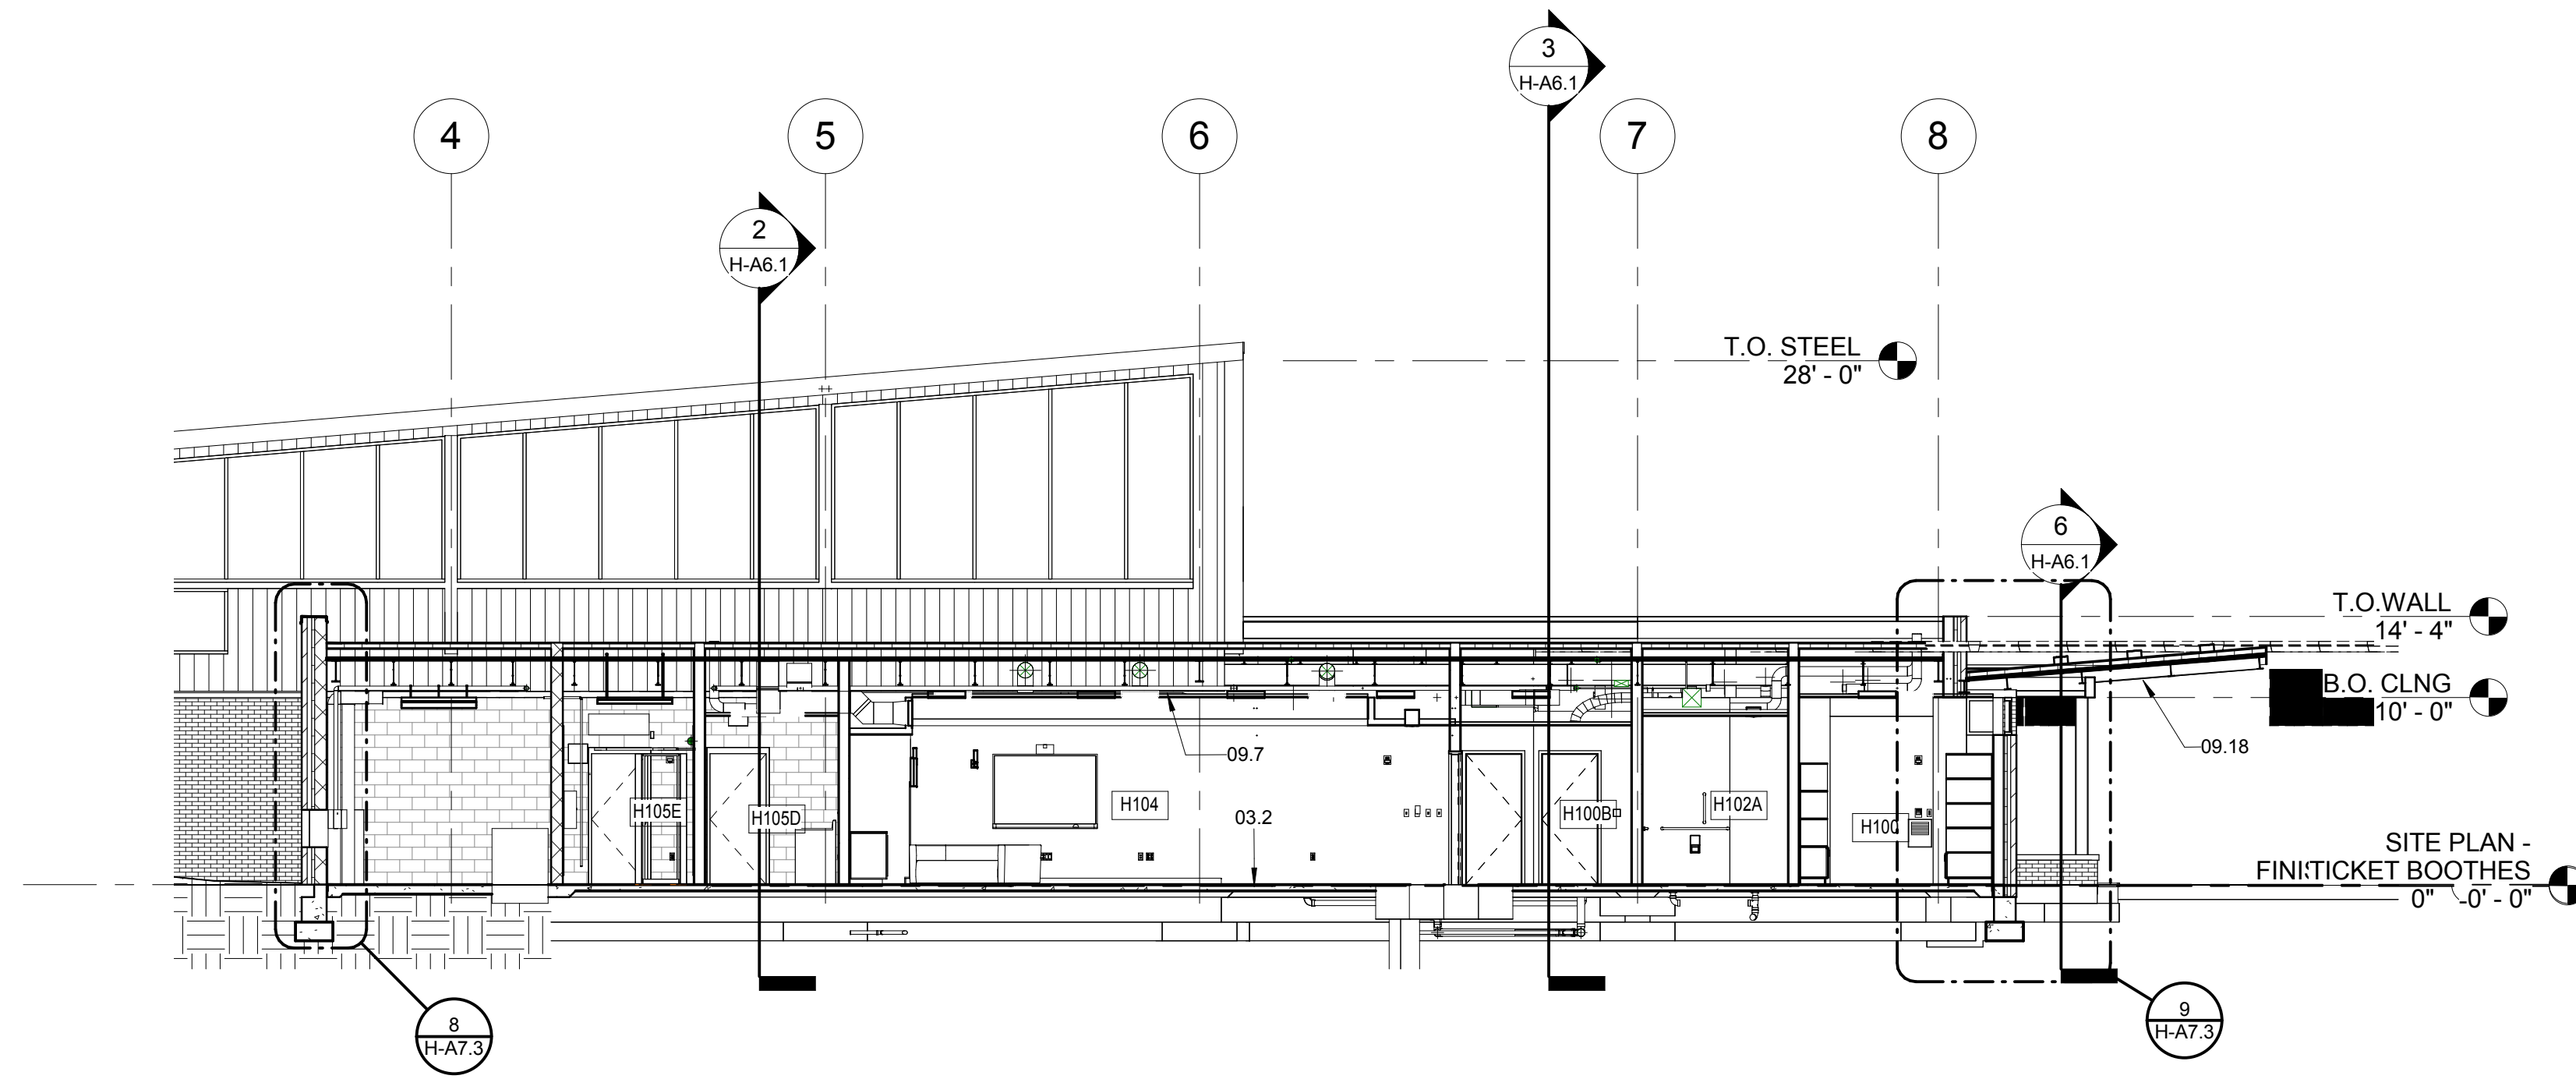 3
H-A6.1
4
5
6
7
8
2
H-A6.1
T.O. STEEL
28' - 0"
6
H-A6.1
T.O.WALL
14' - 4"
B.O. CLNG
10' - 0"
09.7
09.18
H105E
H105D
H104
03.2
H100B
H102A
H100
SITE PLAN -
TICKET BOOTHES
0" -0' - 0"
8
H-A7.3
9
H-A7.3